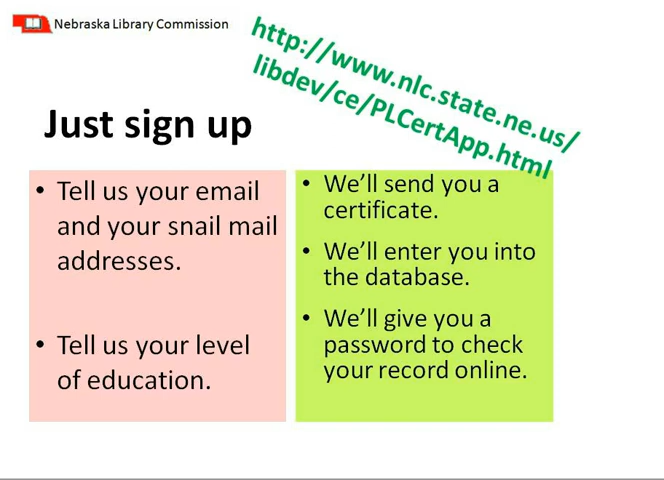 Nebraska Library Commission
http://www.nlc.state.ne.us/
libdev/ce/PLCertApp.html
Just sign up
• Tell us your email
and your snail mail
addresses.
• Tell us your level
of education.
• We'll send you a
certificate.
• We'll enter you into
the database.
• We'll give you a
password to check
your record online.